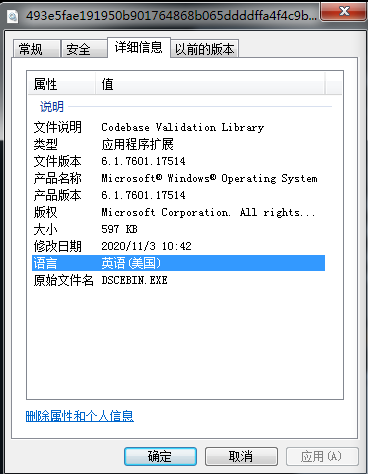 493e5fae191950b901764868b065ddddffa4f4c9b...
常规 安全 详细信息 以前的版本
属性 值
说明
文件说明 Codebase Validation Library
类型 应用程序扩展
文件版本 6.1.7601.17514
产品名称 Microsoft® Windows® Operating System
产品版本 6.1.7601.17514
版权 Microsoft Corporation. All rights...
大小 597 KB
修改日期 2020/11/3 10:42
语言 英语(美国)
原始文件名 DSCEBIN.EXE
删除属性和个人信息
确定 取消 应用(A)